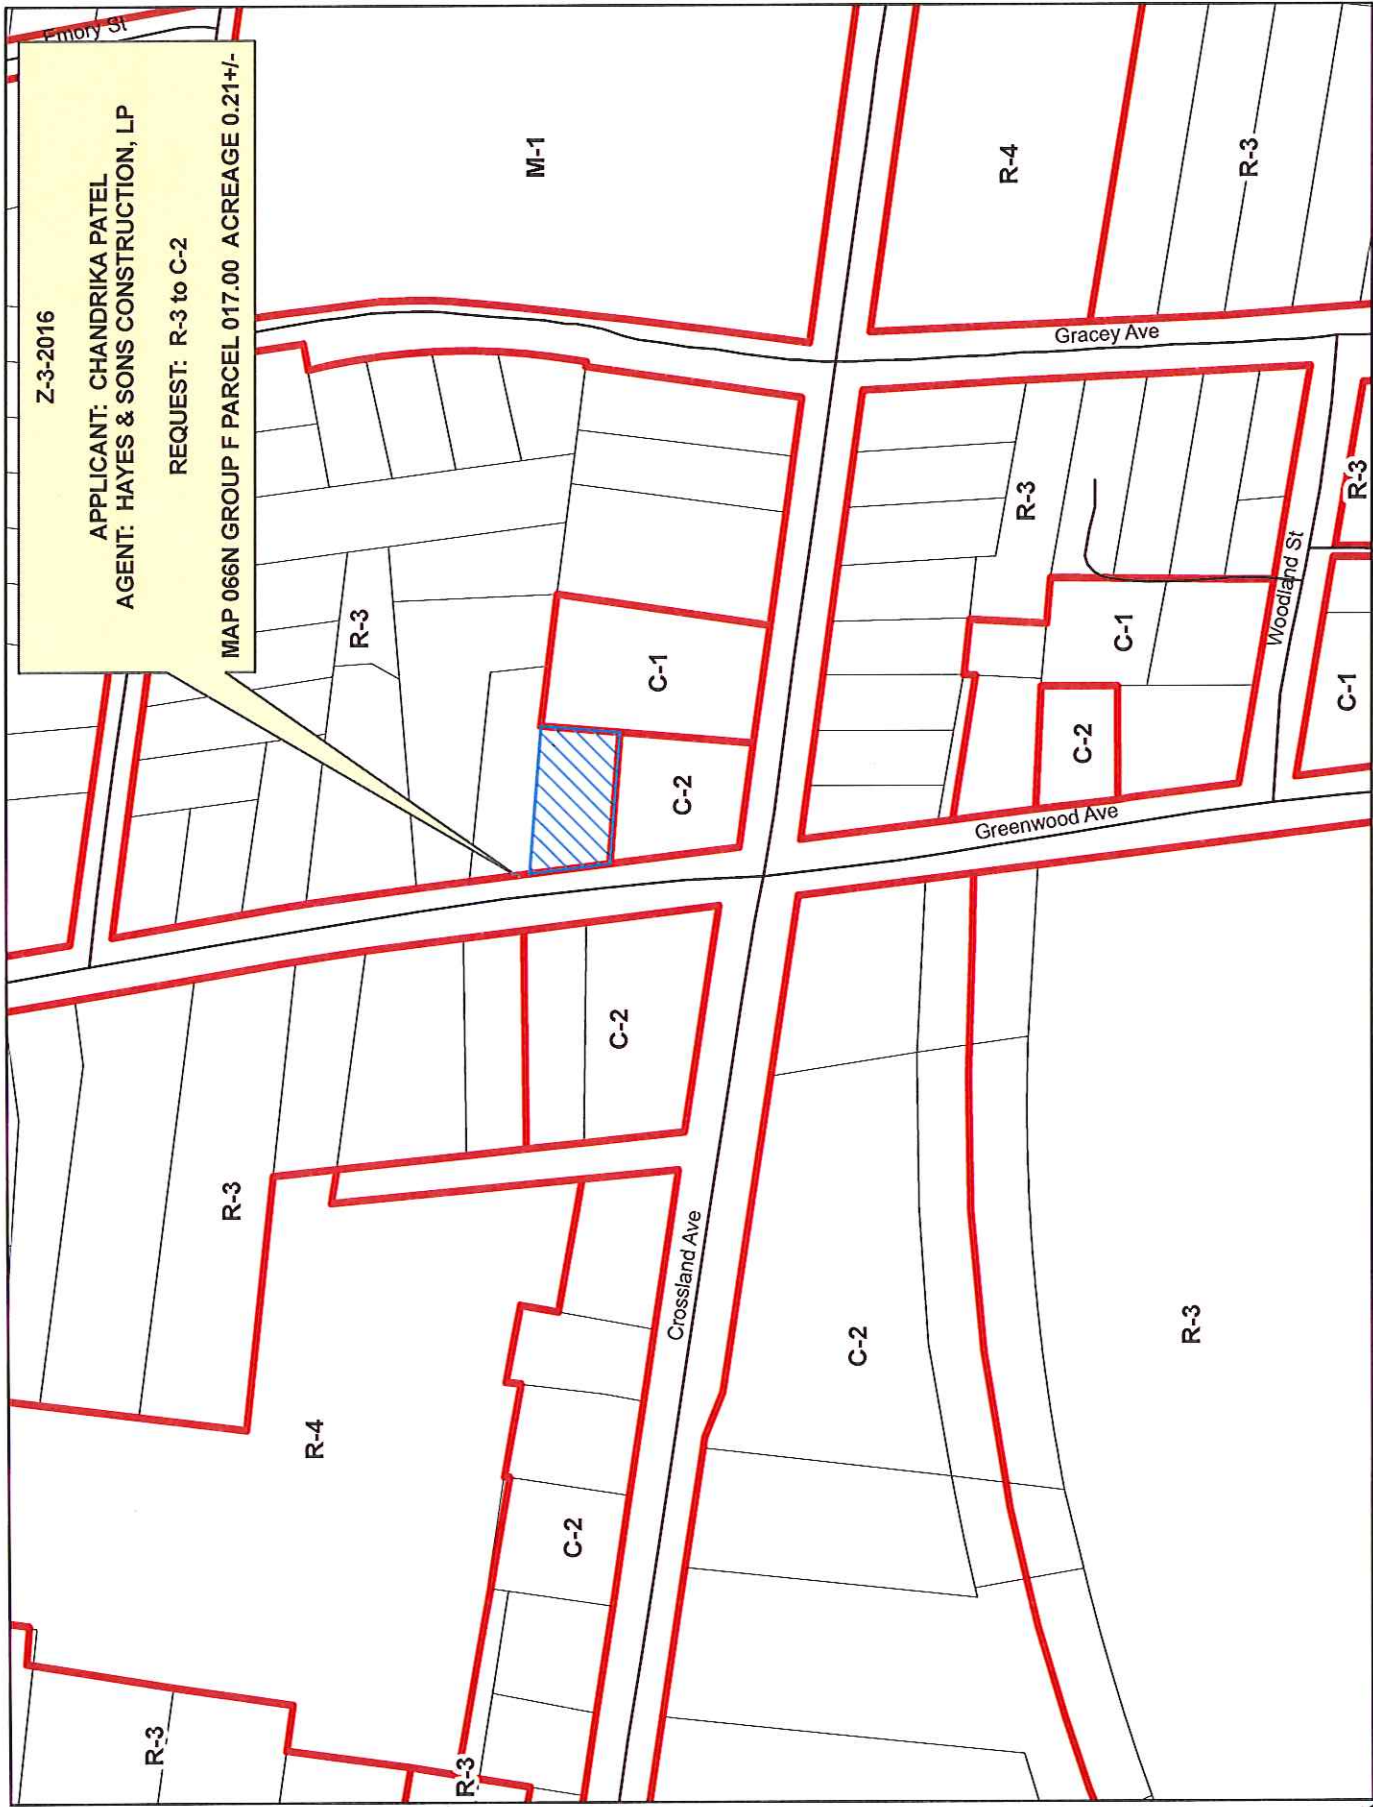 Z-3-2016
APPLICANT: CHANDRIKA PATEL
AGENT: HAYES & SONS CONSTRUCTION, LP
REQUEST: R-3 to C-2
MAP 066N GROUP F PARCEL 017.00 ACREAGE 0.21+/-
Emory St
M-1
R-4
R-3
Gracey Ave
R-3
R-3
R-3
Woodland St
C-1
C-1
C-1
C-2
C-2
Greenwood Ave
C-2
R-3
Crossland Ave
C-2
R-3
R-4
C-2
R-3
R-3